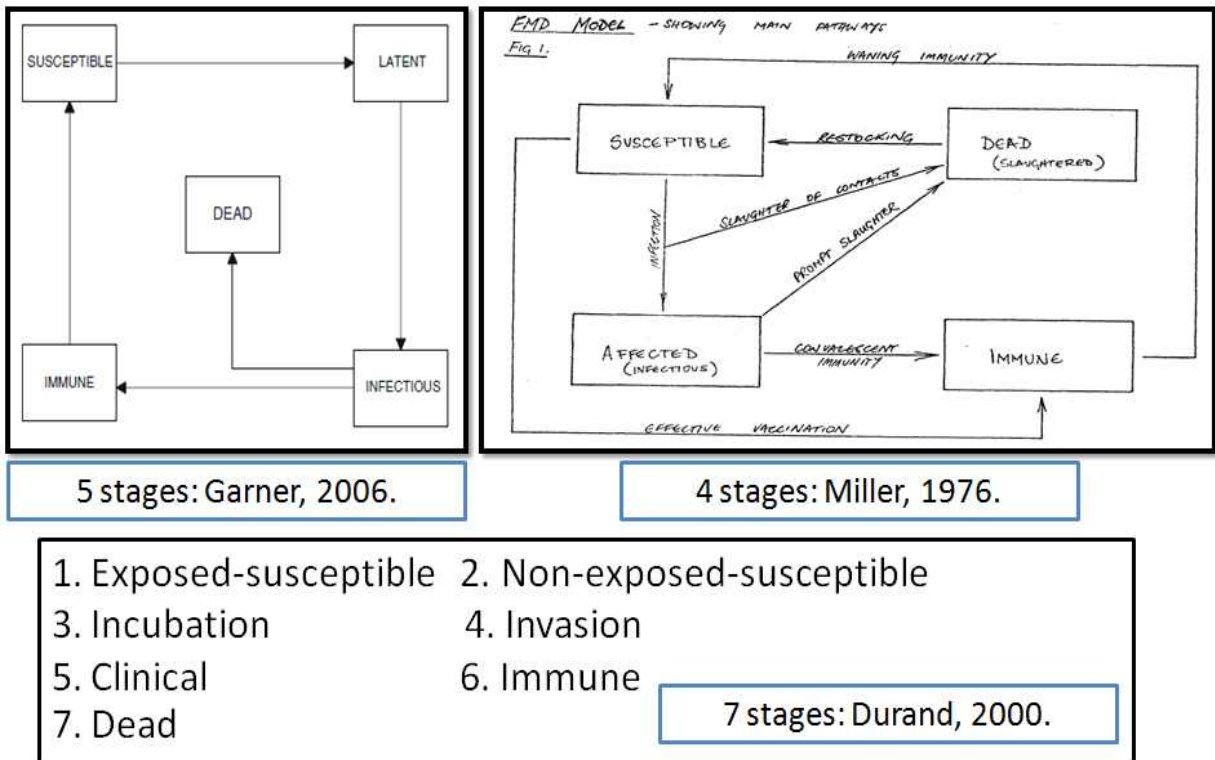 SUSCEPTIBLE
LATENT
DEAD
IMMUNE
INFECTIOUS
5 stages: Garner, 2006.
FMD MODEL - SHOWING MAIN PATHWAYS
FIG 1.
WANING IMMUNITY
SUSCEPTIBLE
RESTOCKING
DEAD
(SLAUGHTERED)
SLAUGHTER OF CONTACTS
INFECTION
PROMPT SLAUGHTER
AFFECTED
(INFECTIOUS)
CONVALESCENT
IMMUNITY
IMMUNE
EFFECTIVE VACCINATION
4 stages: Miller, 1976.
1. Exposed-susceptible 2. Non-exposed-susceptible
3. Incubation 4. Invasion
5. Clinical 6. Immune
7. Dead
7 stages: Durand, 2000.